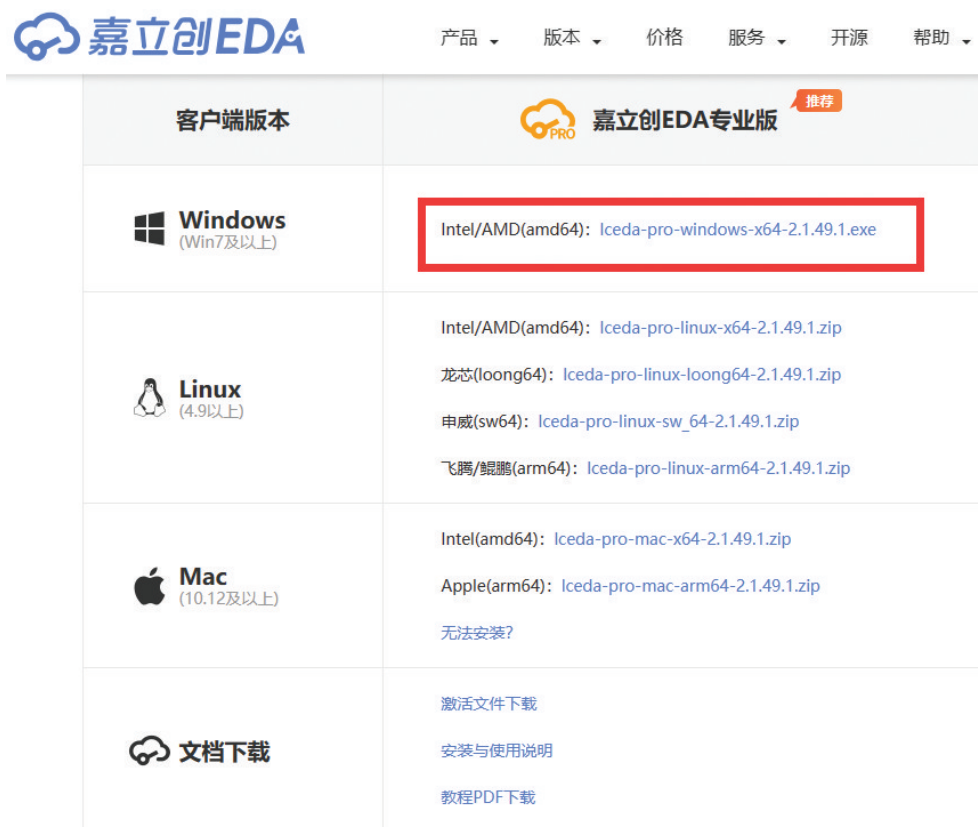 嘉立创EDA
产品 版本 价格 服务 开源 帮助
客户端版本
PRO
嘉立创EDA专业版
推荐
Windows
(Win7及以上)
Intel/AMD(amd64)：lceda-pro-windows-x64-2.1.49.1.exe
Linux
(4.9以上)
Intel/AMD(amd64)：lceda-pro-linux-x64-2.1.49.1.zip
龙芯(loong64)：lceda-pro-linux-loong64-2.1.49.1.zip
申威(sw64)：lceda-pro-linux-sw_64-2.1.49.1.zip
飞腾/鲲鹏(arm64)：lceda-pro-linux-arm64-2.1.49.1.zip
Mac
(10.12及以上)
Intel(amd64)：lceda-pro-mac-x64-2.1.49.1.zip
Apple(arm64)：lceda-pro-mac-arm64-2.1.49.1.zip
无法安装?
文档下载
激活文件下载
安装与使用说明
教程PDF下载